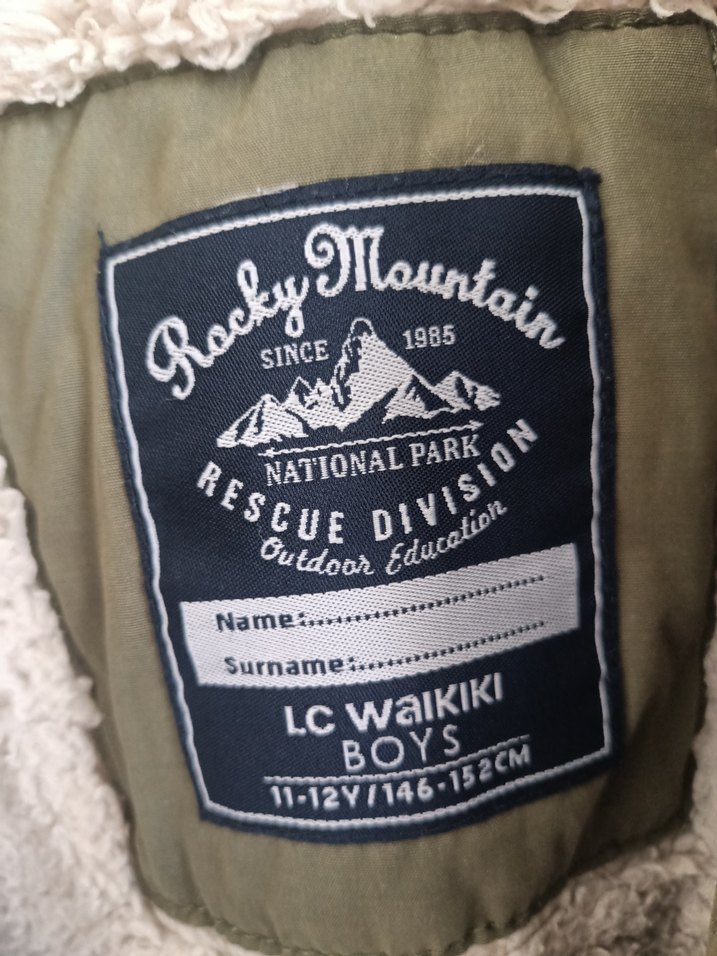 Rocky Mountain
SINCE 1985
NATIONAL PARK
RESCUE DIVISION
Outdoor Education
Name:..............................
Surname:........................
LC WAIKIKI
BOYS
11-12Y/146-152CM